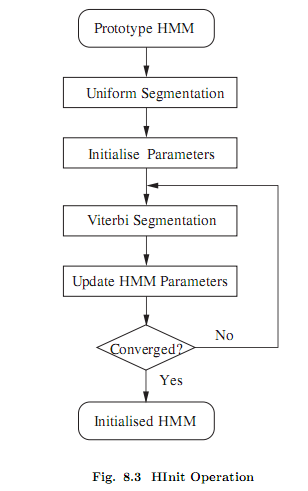 Prototype HMM
Uniform Segmentation
Initialise Parameters
Viterbi Segmentation
Update HMM Parameters
Converged?
No
Yes
Initialised HMM
Fig. 8.3 HInit Operation